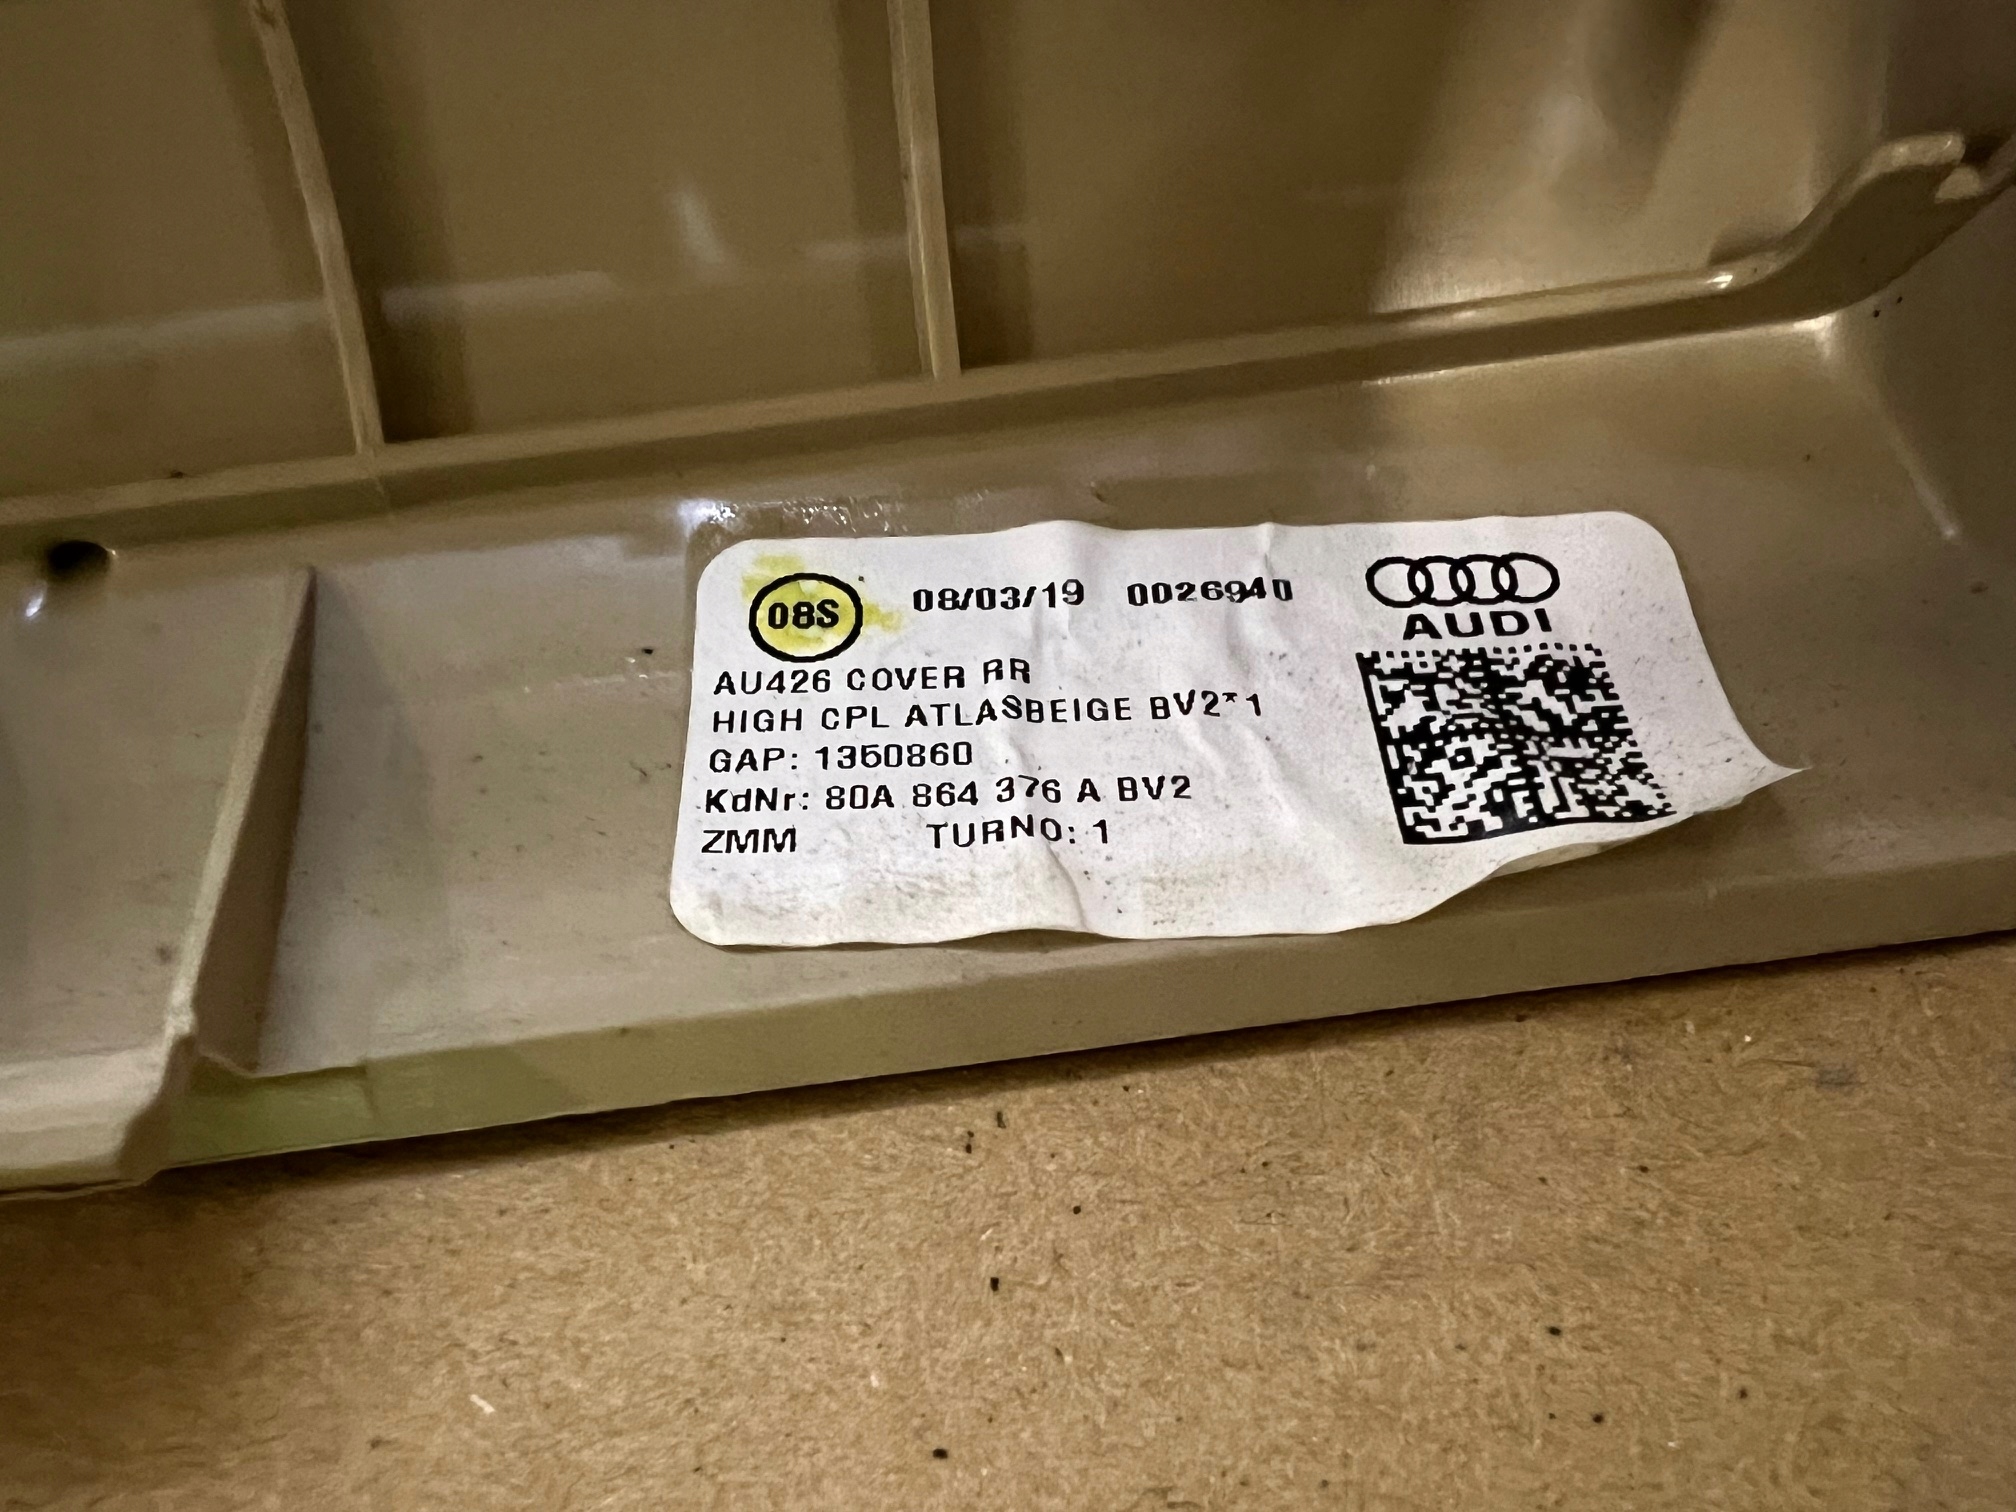 08S 08/03/19 0026940
AUDI
AU426 COVER RR
HIGH CPL ATLASBEIGE BV2*1
GAP: 1350860
KdNr: 80A 864 376 A BV2
ZMM TURNO: 1